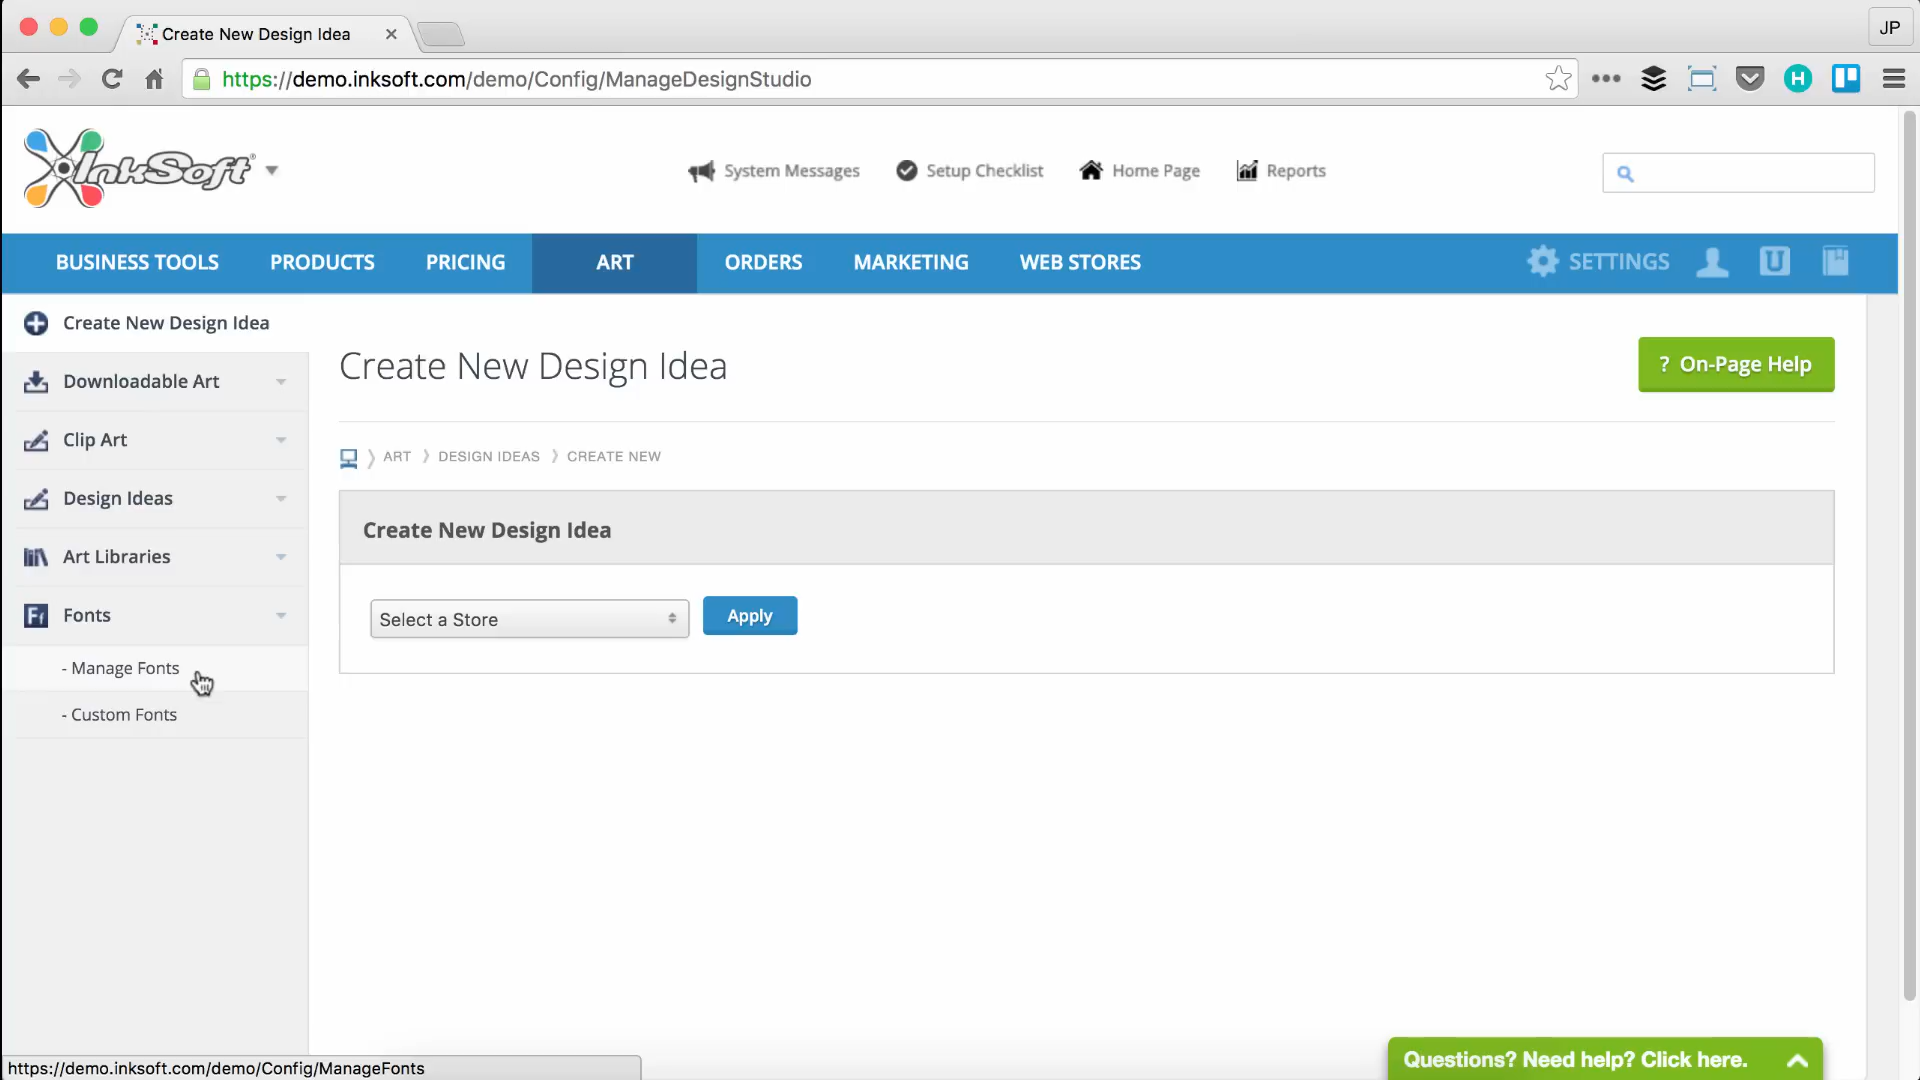 Create New Design Idea
JP
https://demo.inksoft.com/demo/Config/ManageDesignStudio
H
InkSoft®
System Messages
Setup Checklist
Home Page
Reports
BUSINESS TOOLS
PRODUCTS
PRICING
ART
ORDERS
MARKETING
WEB STORES
SETTINGS
U
Create New Design Idea
Downloadable Art
Clip Art
Design Ideas
Art Libraries
Ff Fonts
- Manage Fonts
- Custom Fonts
Create New Design Idea
? On-Page Help
ART 〉 DESIGN IDEAS 〉 CREATE NEW
Create New Design Idea
Select a Store
Apply
https://demo.inksoft.com/demo/Config/ManageFonts
Questions? Need help? Click here.